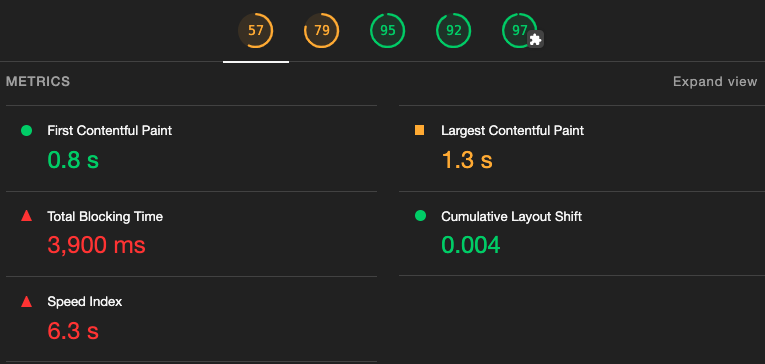 57 79 95 92 97
METRICS Expand view
First Contentful Paint
0.8 s
Largest Contentful Paint
1.3 s
Total Blocking Time
3,900 ms
Cumulative Layout Shift
0.004
Speed Index
6.3 s